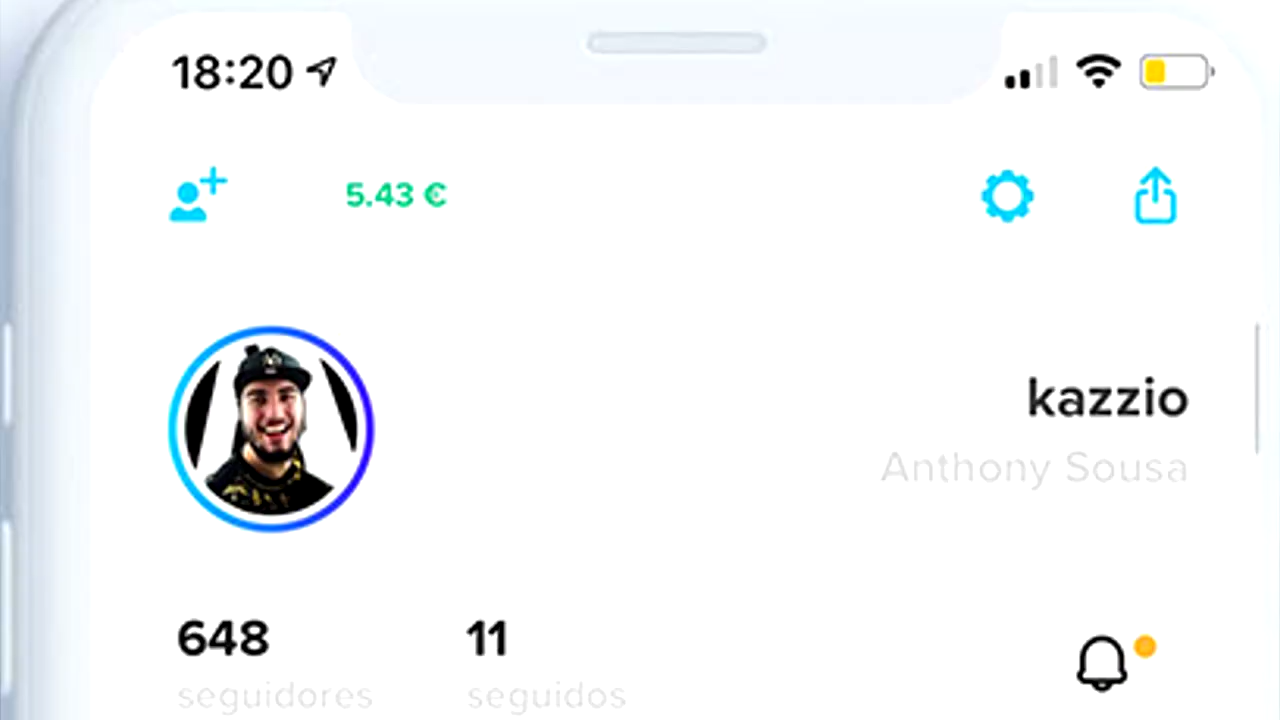 18:20
5.43 €
kazzio
Anthony Sousa
648 11
seguidores seguidos